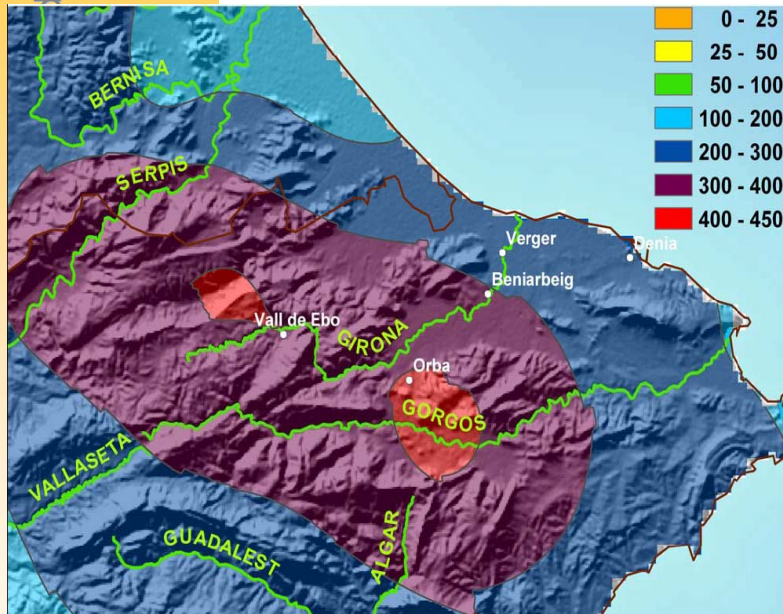 0 - 25
25 - 50
50 - 100
100 - 200
200 - 300
300 - 400
400 - 450
BERNISA
SERPIS
Verger
Denia
Beniarbeig
Vall de Ebo
GIRONA
Orba
GORGOS
VALLASETA
GUADALEST
ALGAR